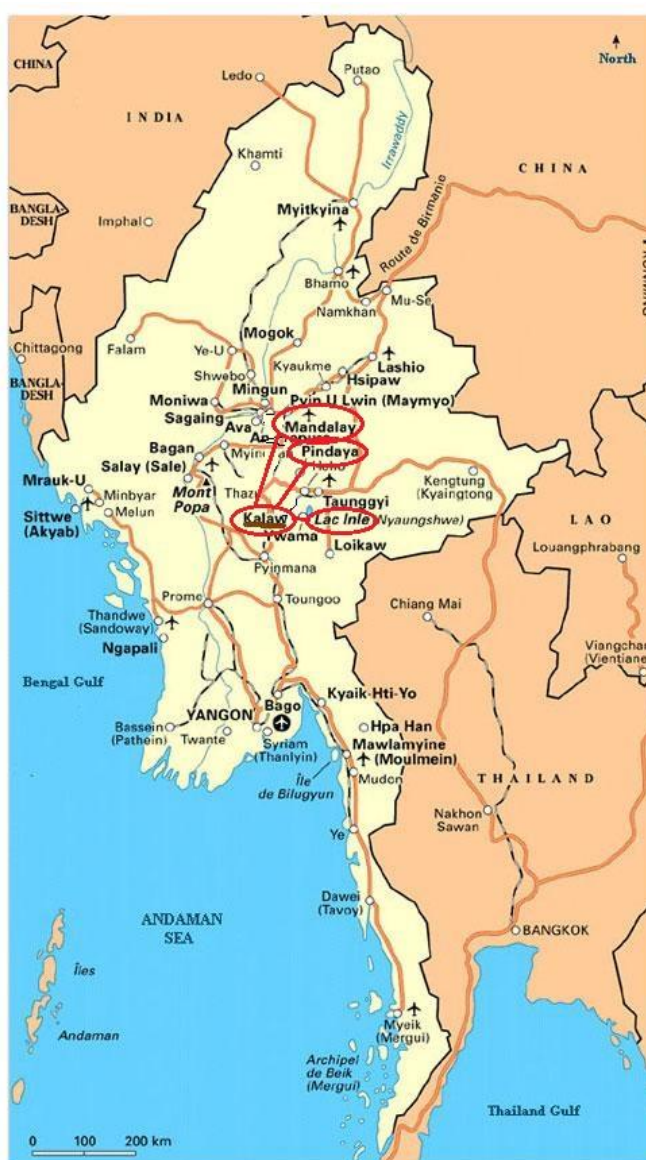 North
CHINA
Ledo
Putao
INDIA
Irrawaddy
Khamti
CHINA
BANGLA-
DESH
Imphal
Myitkyina
Route de Birmanie
Bhamo
Namkhan
Mu-Se
Mogok
Chittagong
Falam
Ye-U
Kyaukme
Lashio
Shwebo
Hsipaw
BANGLA-
DESH
Mingun
Pyin U Lwin (Maymyo)
Moniwa
Sagaing
Ava
Mandalay
Bagan
Pindaya
Salay (Sale)
Mrauk-U
Mont
Popa
Taunggyi
Kengtung
(Kyaingtong)
Minbyar
Sittwe
(Akyab)
Melun
Kalaw
Lac Inle
Nyaungshwe)
LAO
Ywama
Loikaw
Louangphrabang
Pyinmana
Prome
Toungoo
Chiang Mai
Thandwe
(Sandoway)
Ngapali
Viangchan
(Vientiane
Bengal Gulf
Kyaik-Hti-Yo
YANGON
Bago
Bassein
(Pathein)
Twante
Syriam
(Thanlyin)
Hpa Han
Mawlamyine
(Moulmein)
Île
de Bilugyun
Mudon
THAILAND
Nakhon
Sawan
Ye
Dawei
(Tavoy)
ANDAMAN
SEA
BANGKOK
Îles
Andaman
Myeik
(Mergui)
Archipel
de Beik
(Mergui)
Thailand Gulf
0 100 200 km